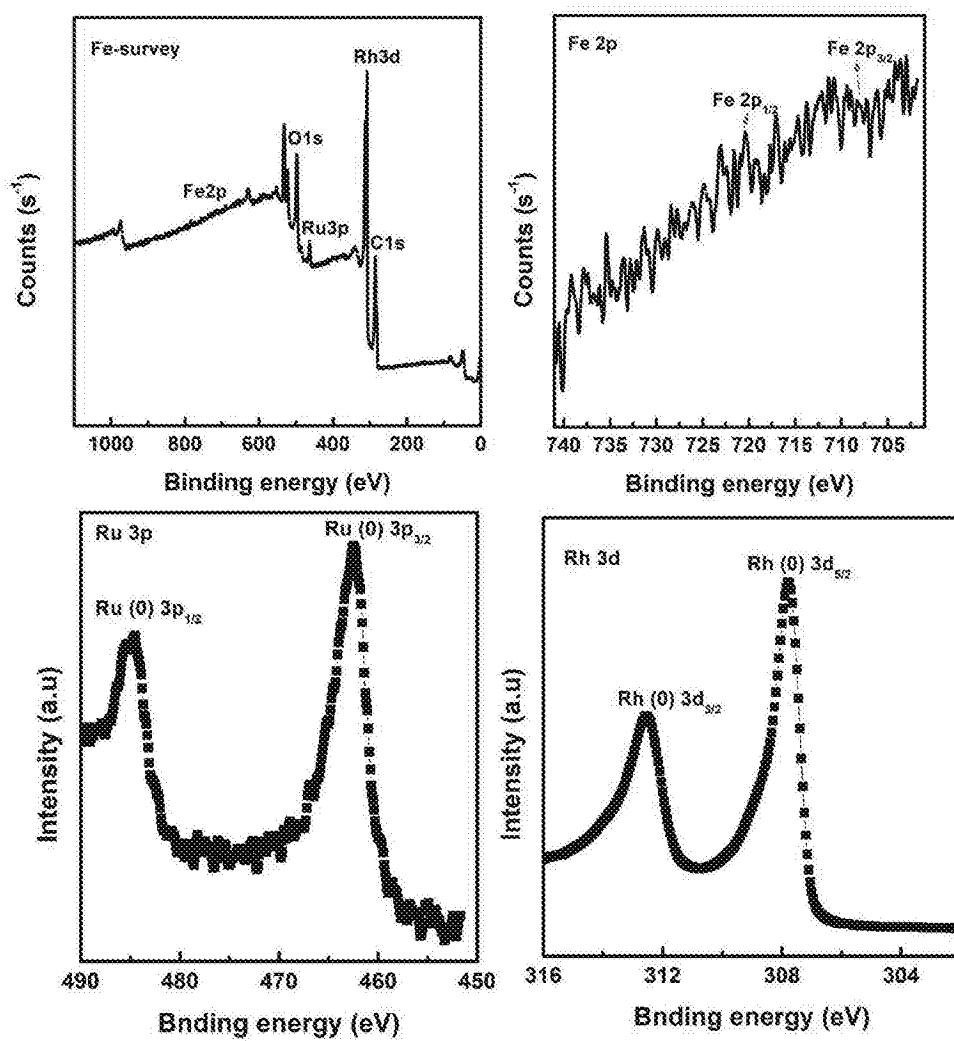 Fe-survey
Rh3d
O1s
Fe2p
Ru3p
C1s
Counts (s⁻¹)
1000 800 600 400 200 0
Binding energy (eV)
Fe 2p
Fe 2p3/2
Fe 2p1/2
Counts (s⁻¹)
740 735 730 725 720 715 710 705
Binding energy (eV)
Ru 3p
Ru (0) 3p3/2
Ru (0) 3p1/2
Intensity (a.u)
490 480 470 460 450
Bnding energy (eV)
Rh 3d
Rh (0) 3d5/2
Rh (0) 3d3/2
Intensity (a.u)
316 312 308 304
Bnding energy (eV)